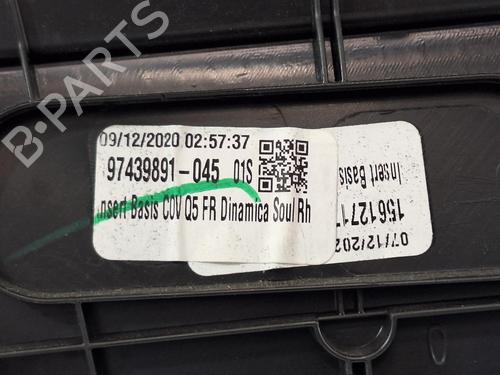 B-PARTS
09/12/2020 02:57:37
97439891-045 01S
Insert Basis COV Q5 FR Dinamica Soul Rh
Insert Basis
1561271
07/12/202